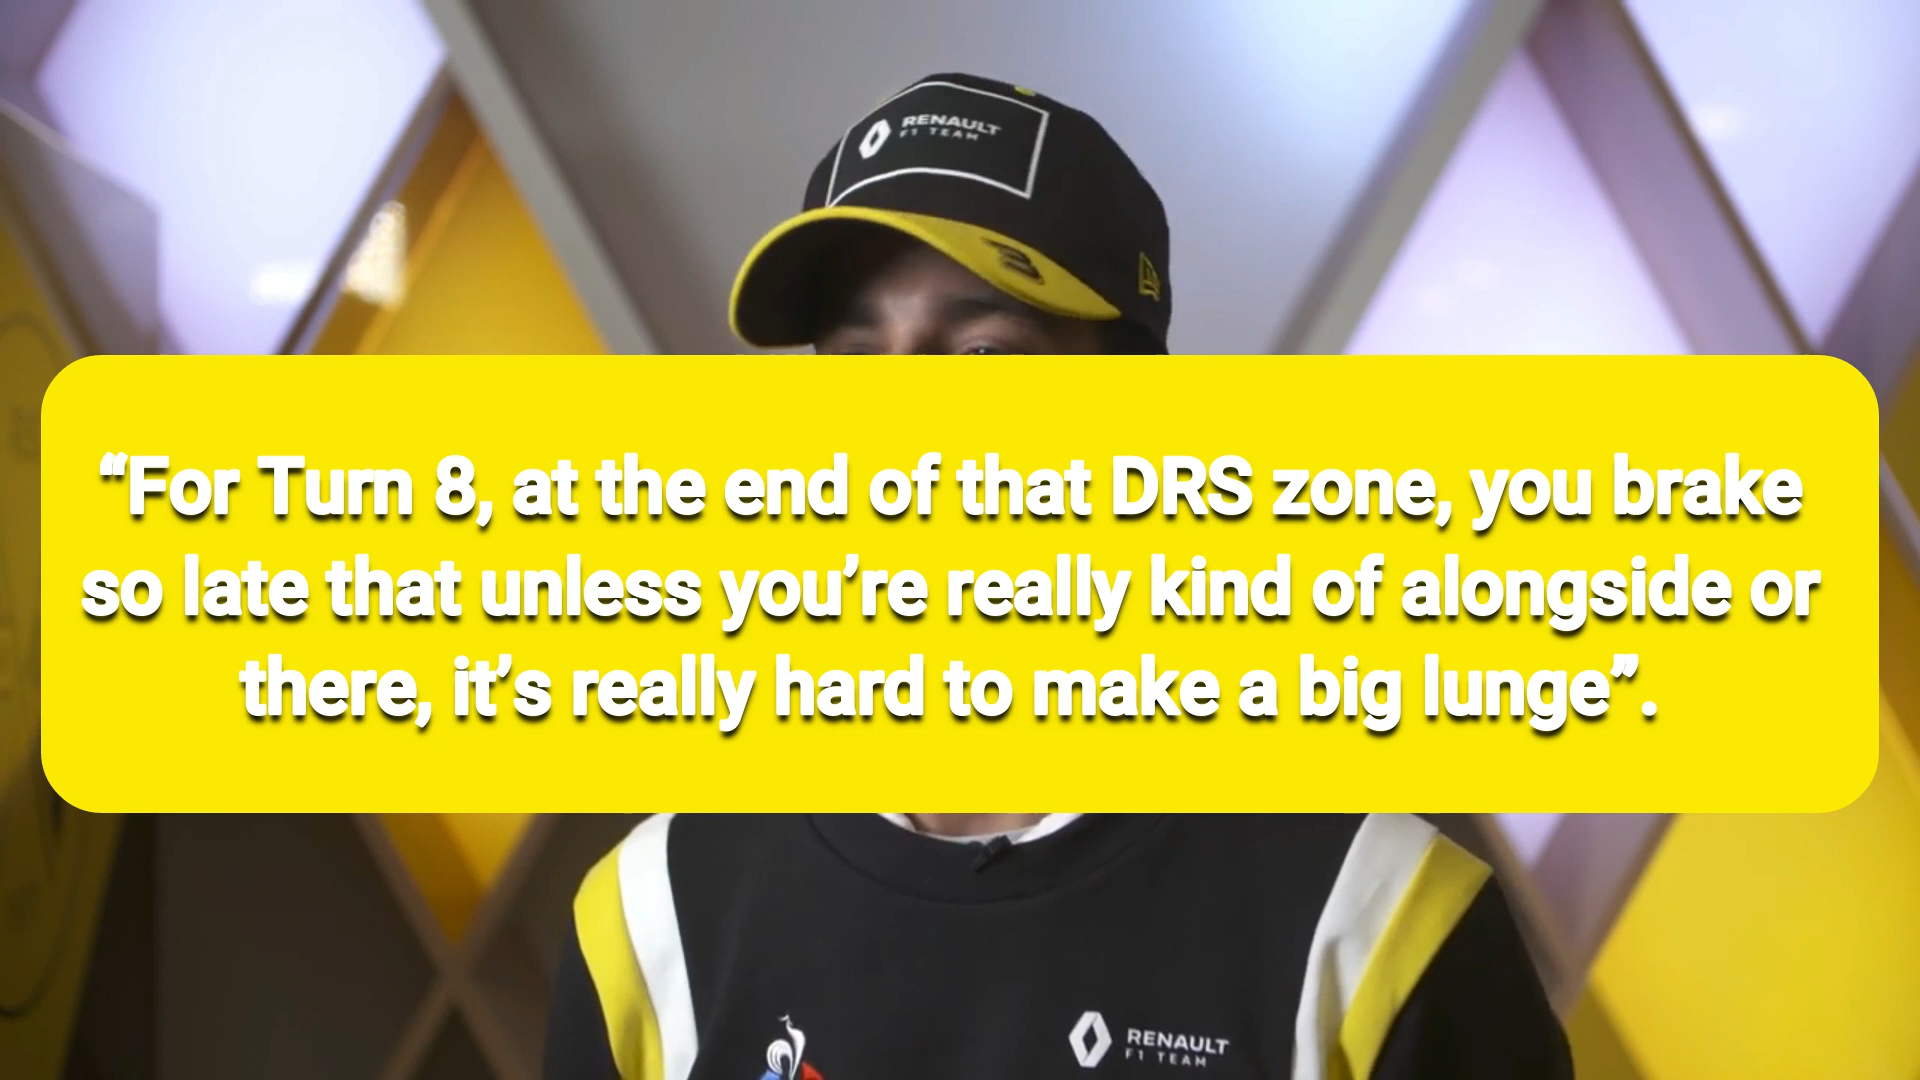 RENAULT
F1 TEAM
3
“For Turn 8, at the end of that DRS zone, you brake
so late that unless you’re really kind of alongside or
there, it’s really hard to make a big lunge”.
RENAULT
F1 TEAM